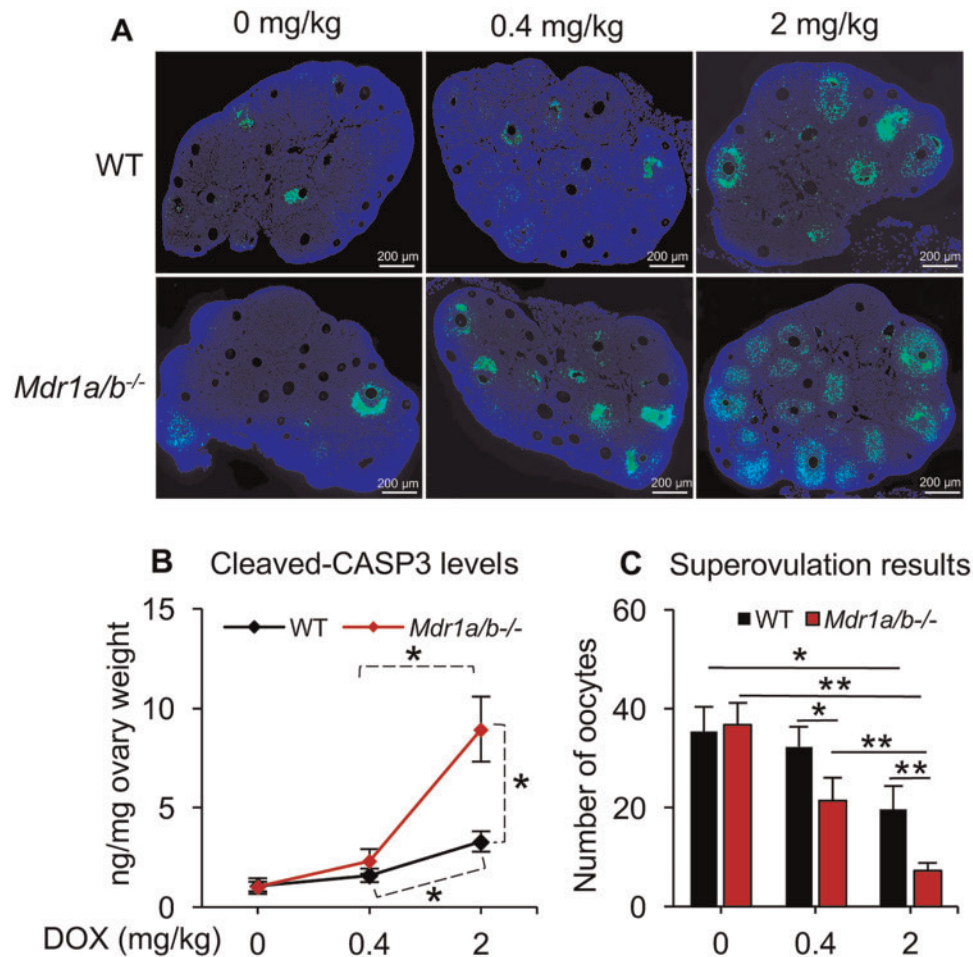 A
0 mg/kg 0.4 mg/kg 2 mg/kg
WT
200 µm 200 µm 200 µm
Mdr1a/b-/-
200 µm 200 µm 200 µm
B Cleaved-CASP3 levels
ng/mg ovary weight
15
10
5
0
WT Mdr1a/b-/-
*
*
*
DOX (mg/kg) 0 0.4 2
C Superovulation results
Number of oocytes
60
40
20
0
WT Mdr1a/b-/-
*
**
*
**
**
0 0.4 2